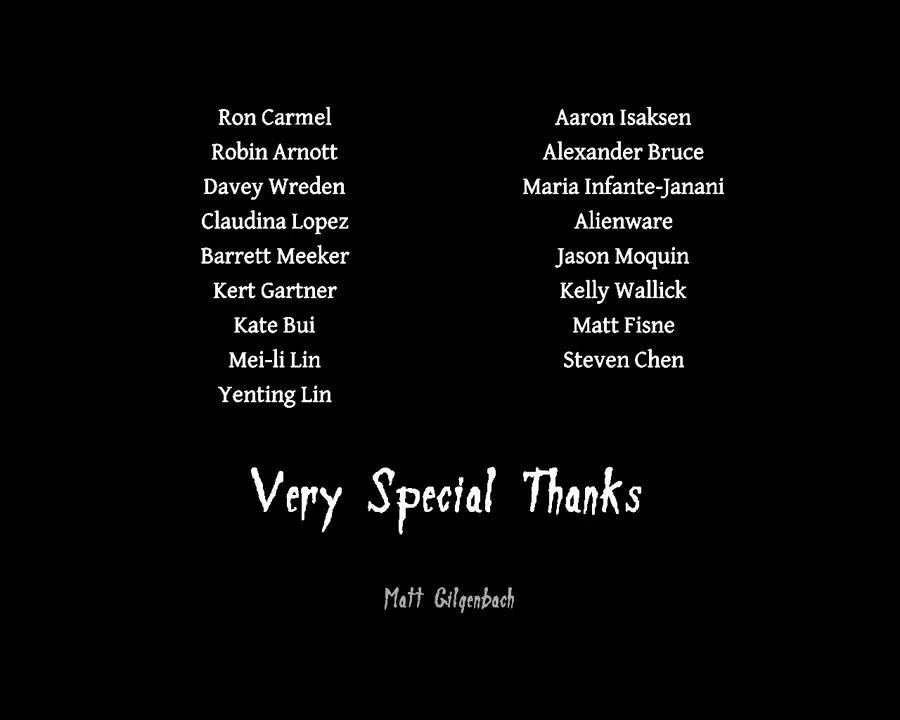 Ron Carmel
Robin Arnott
Davey Wreden
Claudina Lopez
Barrett Meeker
Kert Gartner
Kate Bui
Mei-li Lin
Yenting Lin
Aaron Isaksen
Alexander Bruce
Maria Infante-Janani
Alienware
Jason Moquin
Kelly Wallick
Matt Fisne
Steven Chen
Very Special Thanks
Matt Gilgenbach